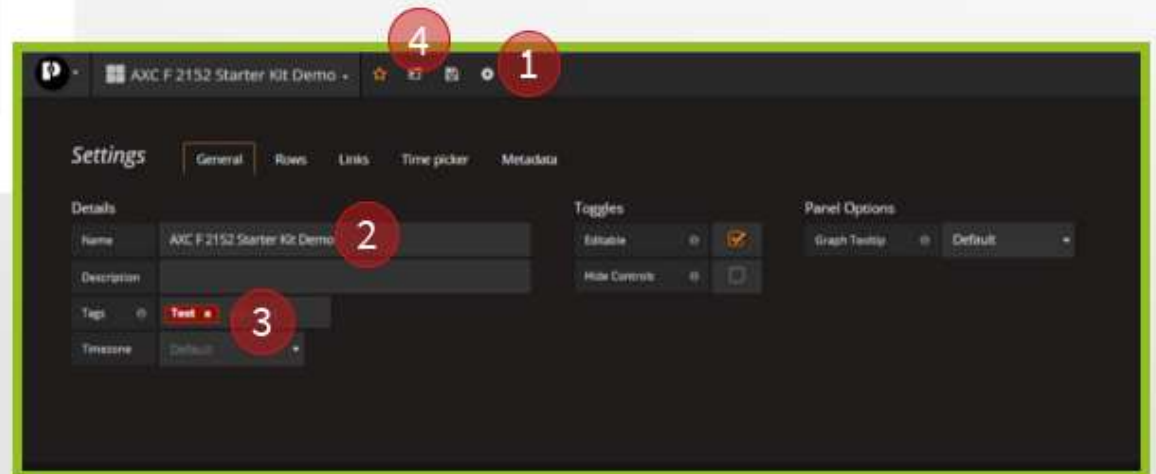 4
1
AXC F 2152 Starter Kit Demo
Settings General Rows Links Time picker Metadata
Details Toggles Panel Options
Name AXC F 2152 Starter Kit Demo 2 Editable Graph Tooltip Default
Description Hide Controls
Tags Test 3
Timezone Default